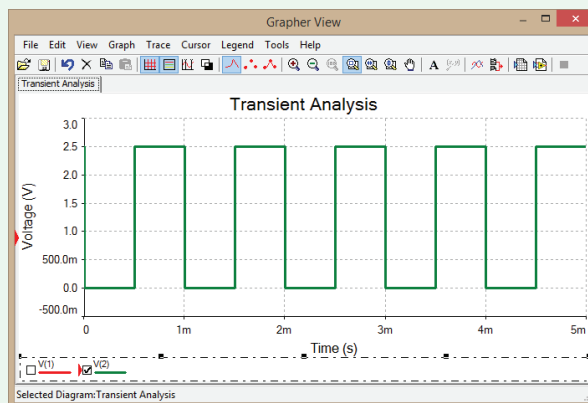 Grapher View
File Edit View Graph Trace Cursor Legend Tools Help
Transient Analysis
Transient Analysis
Voltage (V)
3.0
2.5
2.0
1.5
1.0
500.0m
0.0
-500.0m
0 1m 2m 3m 4m 5m
Time (s)
V(1) V(2)
Selected Diagram:Transient Analysis